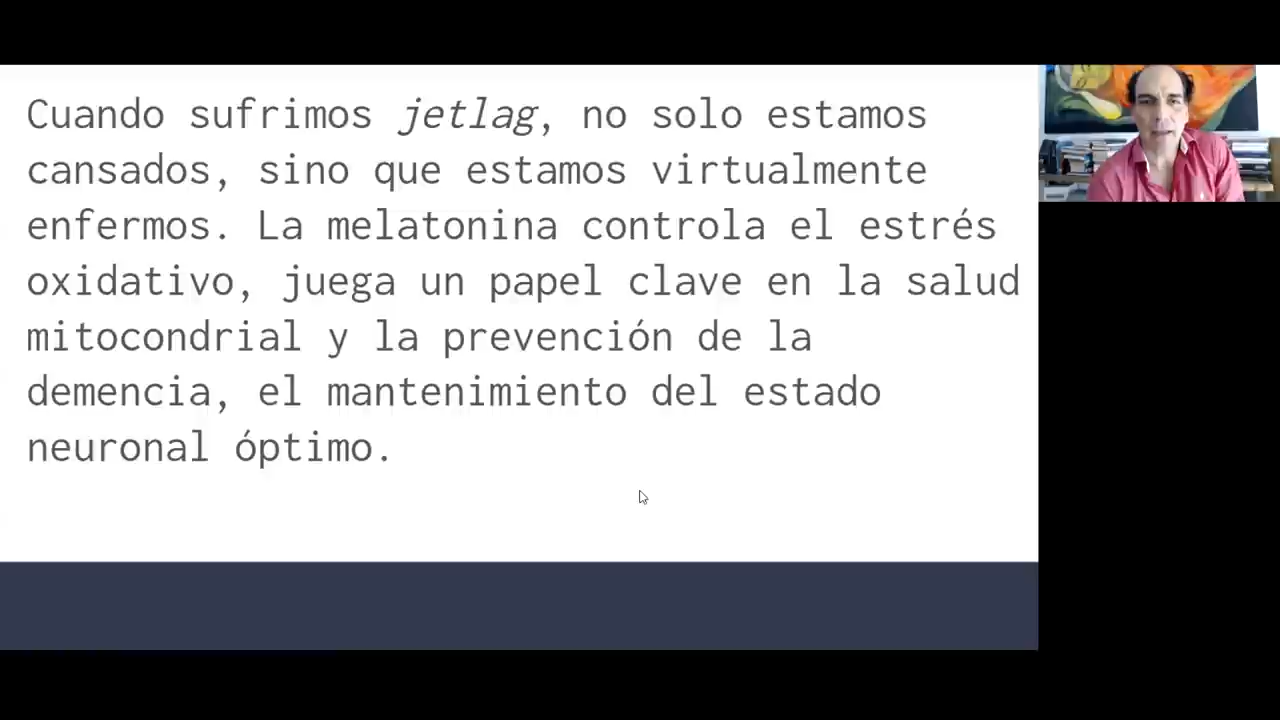 Cuando sufrimos jetlag, no solo estamos
cansados, sino que estamos virtualmente
enfermos. La melatonina controla el estrés
oxidativo, juega un papel clave en la salud
mitocondrial y la prevención de la
demencia, el mantenimiento del estado
neuronal óptimo.